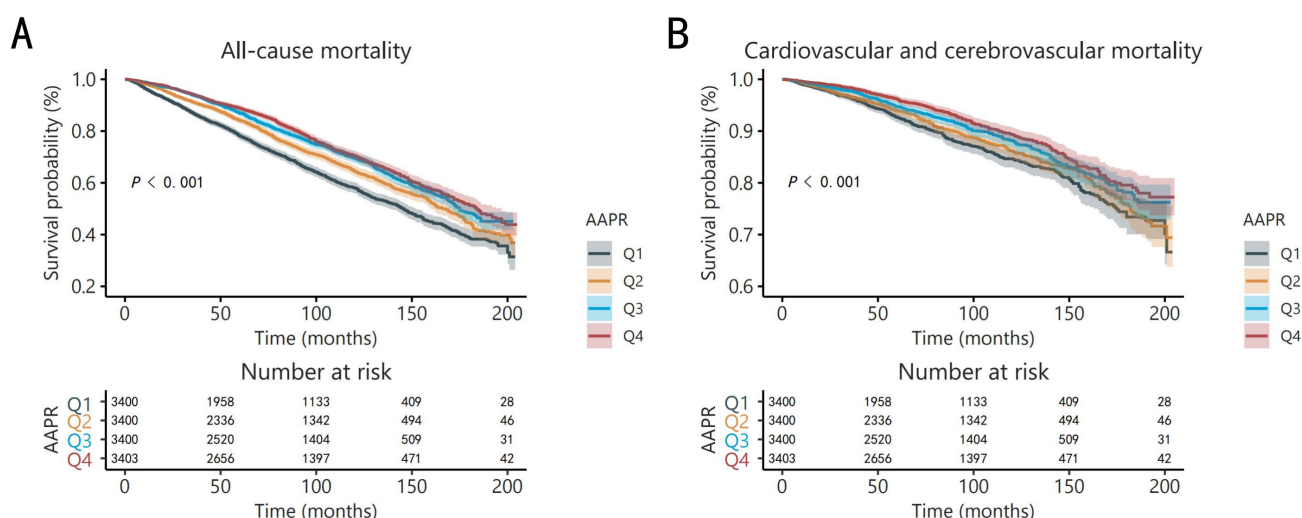 A
All-cause mortality
Survival probability (%)
1.0
0.8
0.6
0.4
0.2
P < 0.001
0 50 100 150 200
Time (months)
AAPR
Q1
Q2
Q3
Q4
Number at risk
AAPR
Q1 3400 1958 1133 409 28
Q2 3400 2336 1342 494 46
Q3 3400 2520 1404 509 31
Q4 3403 2656 1397 471 42
0 50 100 150 200
Time (months)
B
Cardiovascular and cerebrovascular mortality
Survival probability (%)
1.0
0.9
0.8
0.7
0.6
P < 0.001
0 50 100 150 200
Time (months)
AAPR
Q1
Q2
Q3
Q4
Number at risk
AAPR
Q1 3400 1958 1133 409 28
Q2 3400 2336 1342 494 46
Q3 3400 2520 1404 509 31
Q4 3403 2656 1397 471 42
0 50 100 150 200
Time (months)